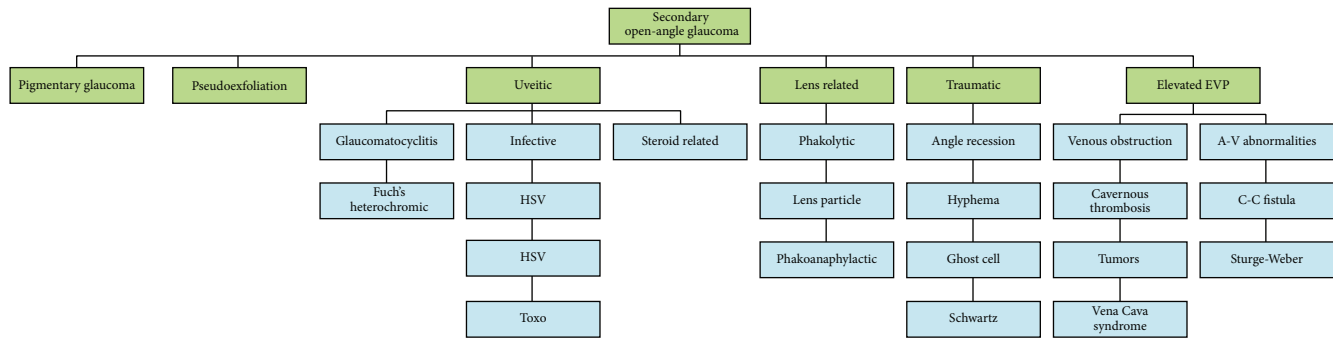 Secondary
open-angle glaucoma
Pigmentary glaucoma
Pseudoexfoliation
Uveitic
Lens related
Traumatic
Elevated EVP
Glaucomatocyclitis
Infective
Steroid related
Phakolytic
Angle recession
Venous obstruction
A-V abnormalities
Fuch's
heterochromic
HSV
Lens particle
Hyphema
Cavernous
thrombosis
C-C fistula
HSV
Phakoanaphylactic
Ghost cell
Tumors
Sturge-Weber
Toxo
Schwartz
Vena Cava
syndrome